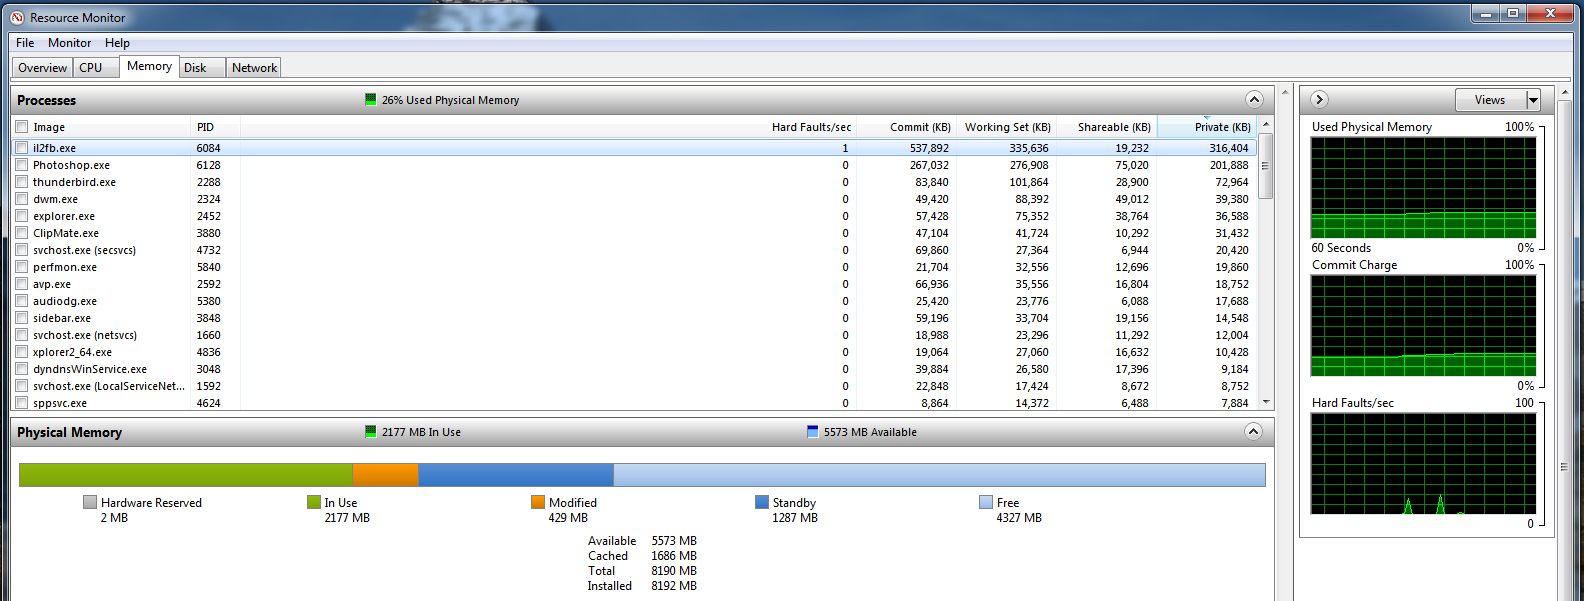 Resource Monitor
File Monitor Help
Overview CPU Memory Disk Network
Processes 26% Used Physical Memory
Image PID Hard Faults/sec Commit (KB) Working Set (KB) Shareable (KB) Private (KB)
il2fb.exe 6084 1 537,892 335,636 19,232 316,404
Photoshop.exe 6128 0 267,032 276,908 75,020 201,888
thunderbird.exe 2288 0 83,840 101,864 28,900 72,964
dwm.exe 2324 0 49,420 88,392 49,012 39,380
explorer.exe 2452 0 57,428 75,352 38,764 36,588
ClipMate.exe 3880 0 47,104 41,724 10,292 31,432
svchost.exe (secsvcs) 4732 0 69,860 27,364 6,944 20,420
perfmon.exe 5840 0 21,704 32,556 12,696 19,860
avp.exe 2592 0 66,936 35,556 16,804 18,752
audiodg.exe 5380 0 25,420 23,776 6,088 17,688
sidebar.exe 3848 0 59,196 33,704 19,156 14,548
svchost.exe (netsvcs) 1660 0 18,988 23,296 11,292 12,004
xplorer2_64.exe 4836 0 19,064 27,060 16,632 10,428
dyndnsWinService.exe 3048 0 39,884 26,580 17,396 9,184
svchost.exe (LocalServiceNet... 1592 0 22,848 17,424 8,672 8,752
sppsvc.exe 4624 0 8,864 14,372 6,488 7,884
Physical Memory 2177 MB In Use 5573 MB Available
Hardware Reserved In Use Modified Standby Free
2 MB 2177 MB 429 MB 1287 MB 4327 MB
Available 5573 MB
Cached 1686 MB
Total 8190 MB
Installed 8192 MB
Views
Used Physical Memory 100%
60 Seconds 0%
Commit Charge 100%
0%
Hard Faults/sec 100
0